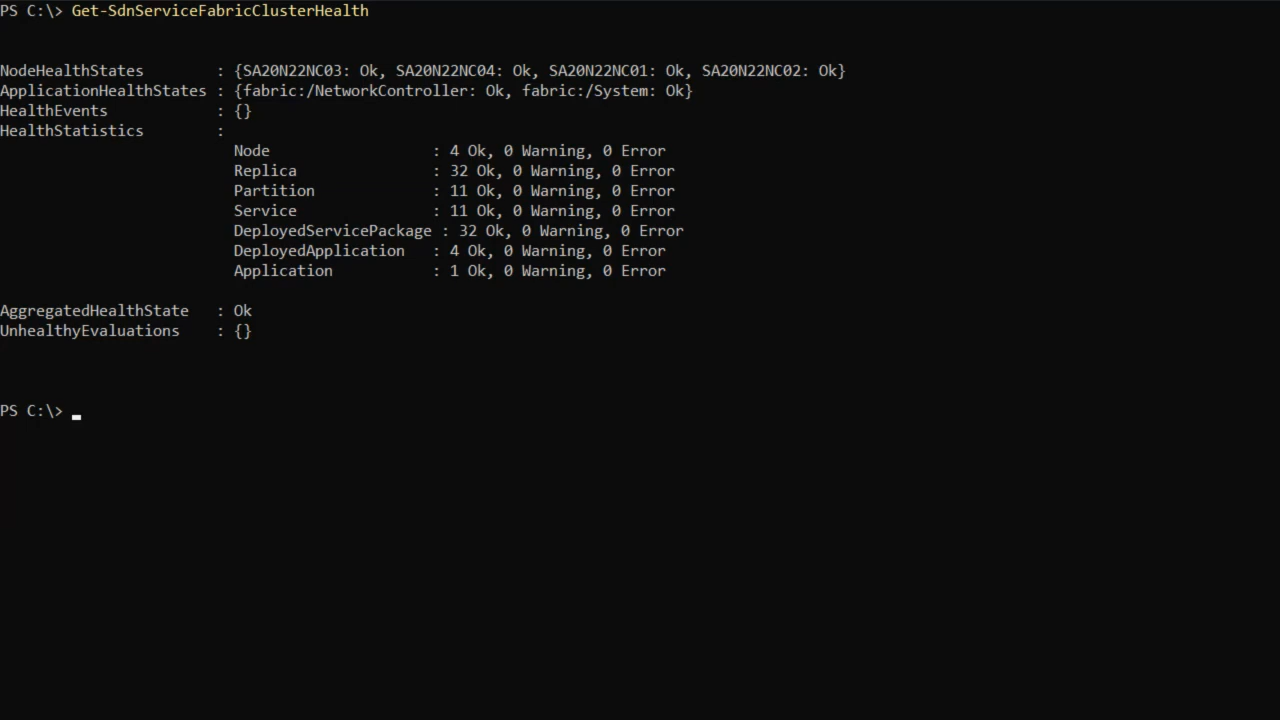 PS C:\> Get-SdnServiceFabricClusterHealth
NodeHealthStates        : {SA20N22NC03: Ok, SA20N22NC04: Ok, SA20N22NC01: Ok, SA20N22NC02: Ok}
ApplicationHealthStates : {fabric:/NetworkController: Ok, fabric:/System: Ok}
HealthEvents            : {}
HealthStatistics        :
                          Node                  : 4 Ok, 0 Warning, 0 Error
                          Replica               : 32 Ok, 0 Warning, 0 Error
                          Partition             : 11 Ok, 0 Warning, 0 Error
                          Service               : 11 Ok, 0 Warning, 0 Error
                          DeployedServicePackage : 32 Ok, 0 Warning, 0 Error
                          DeployedApplication   : 4 Ok, 0 Warning, 0 Error
                          Application           : 1 Ok, 0 Warning, 0 Error
AggregatedHealthState   : Ok
UnhealthyEvaluations    : {}
PS C:\>